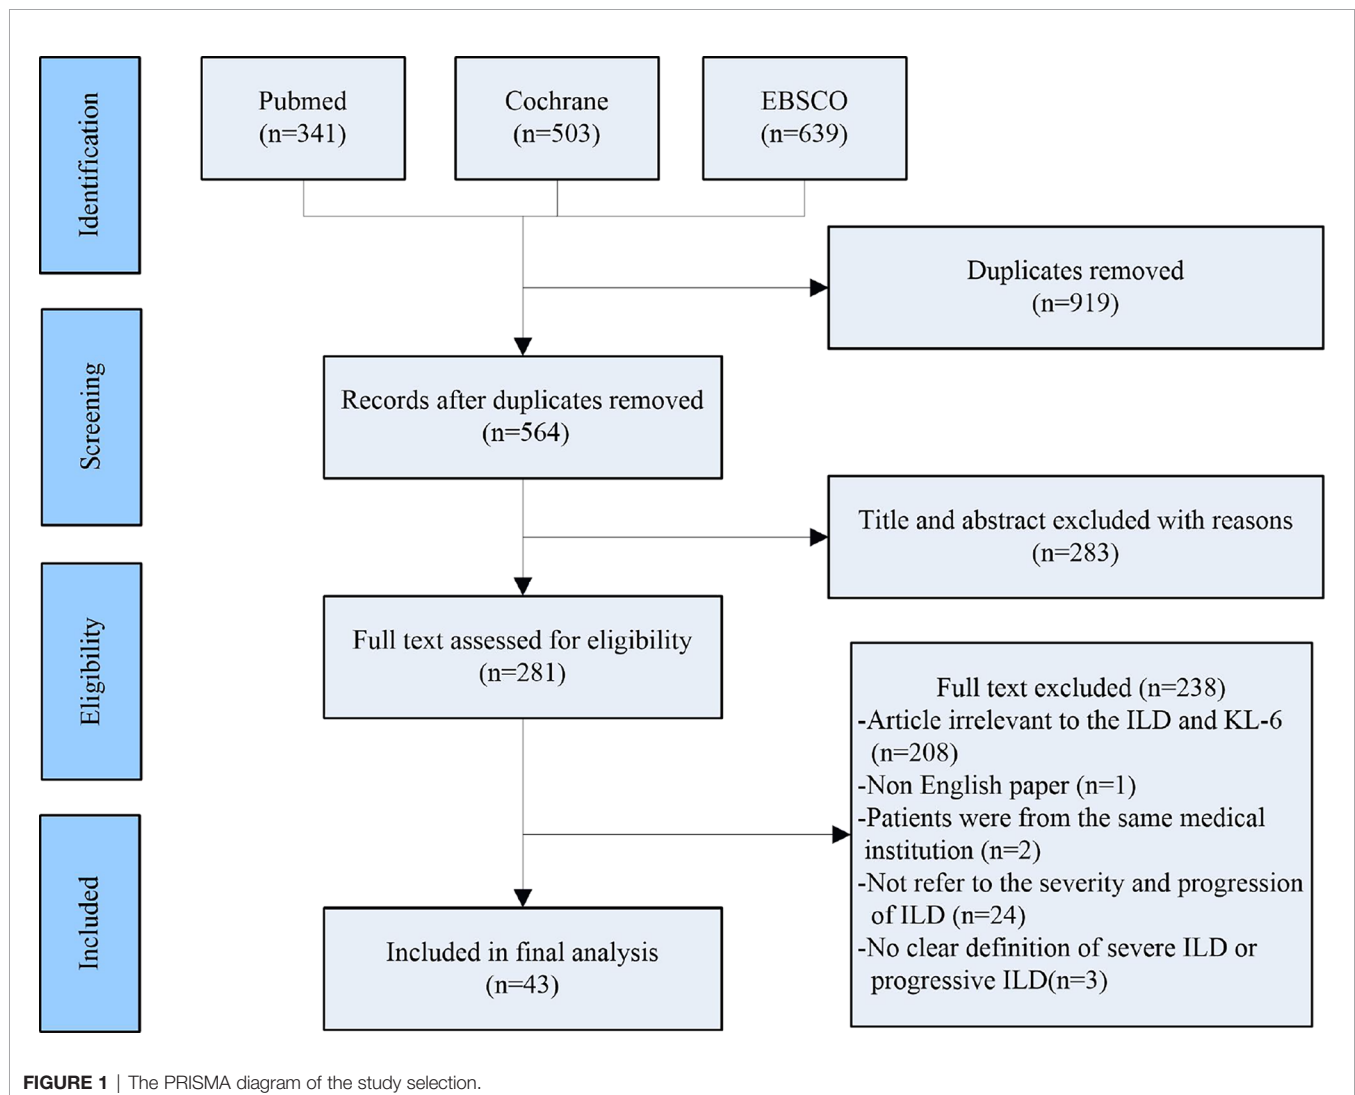 Identification
Pubmed
(n=341)
Cochrane
(n=503)
EBSCO
(n=639)
Duplicates removed
(n=919)
Screening
Records after duplicates removed
(n=564)
Title and abstract excluded with reasons
(n=283)
Eligibility
Full text assessed for eligibility
(n=281)
Full text excluded (n=238)
-Article irrelevant to the ILD and KL-6
(n=208)
-Non English paper (n=1)
-Patients were from the same medical
institution (n=2)
-Not refer to the severity and progression
of ILD (n=24)
-No clear definition of severe ILD or
progressive ILD(n=3)
Included
Included in final analysis
(n=43)
FIGURE 1 | The PRISMA diagram of the study selection.